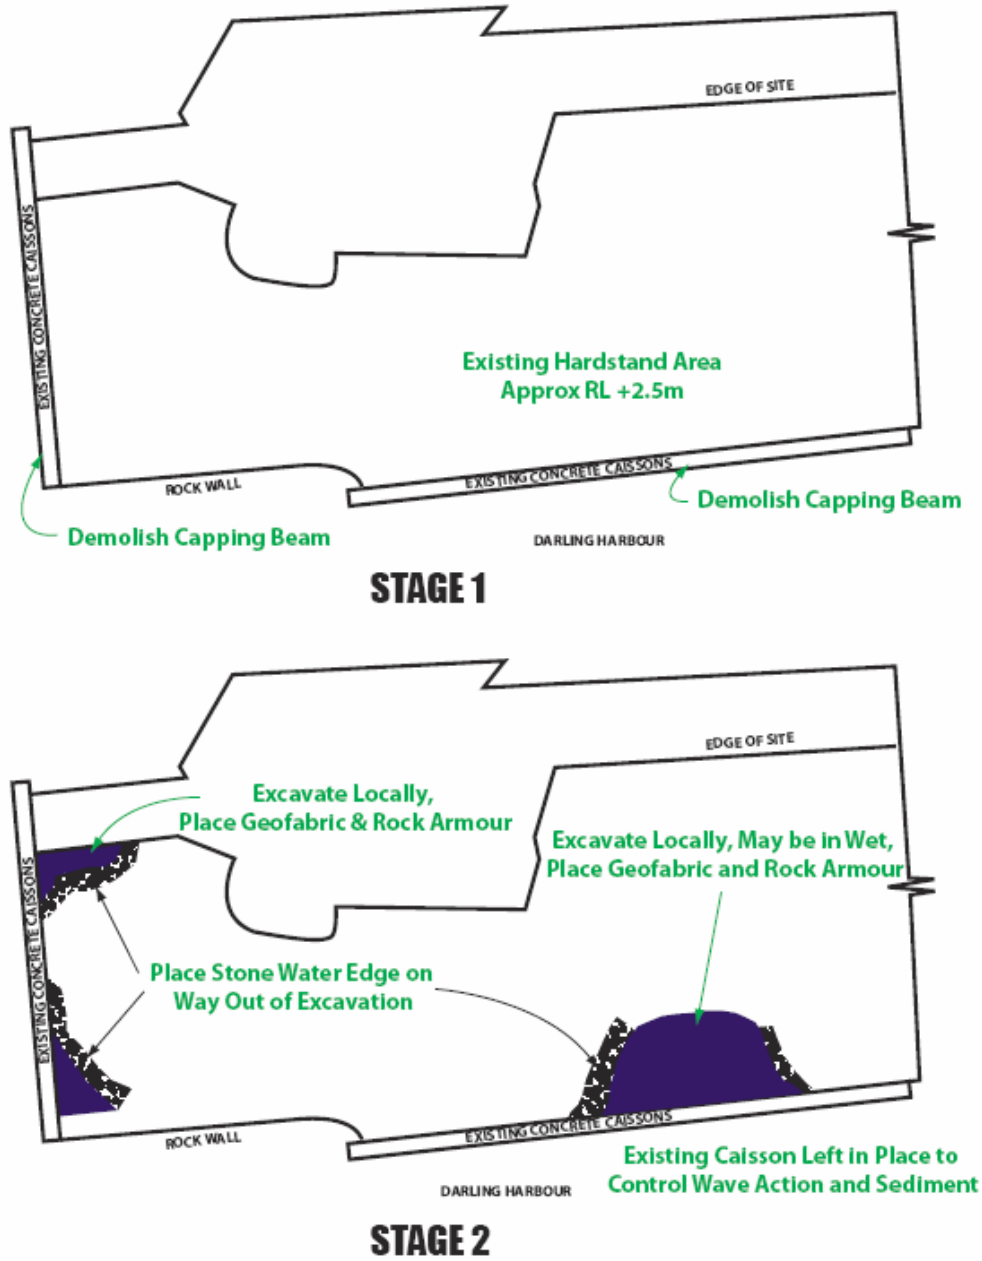 EDGE OF SITE
EXISTING CONCRETE CAISSONS
Existing Hardstand Area
Approx RL +2.5m
ROCK WALL
EXISTING CONCRETE CAISSONS
Demolish Capping Beam
Demolish Capping Beam
DARLING HARBOUR
STAGE 1
EDGE OF SITE
Excavate Locally,
Place Geofabric & Rock Armour
Excavate Locally, May be in Wet,
Place Geofabric and Rock Armour
EXISTING CONCRETE CAISSONS
Place Stone Water Edge on
Way Out of Excavation
ROCK WALL
EXISTING CONCRETE CAISSONS
Existing Caisson Left in Place to
Control Wave Action and Sediment
DARLING HARBOUR
STAGE 2